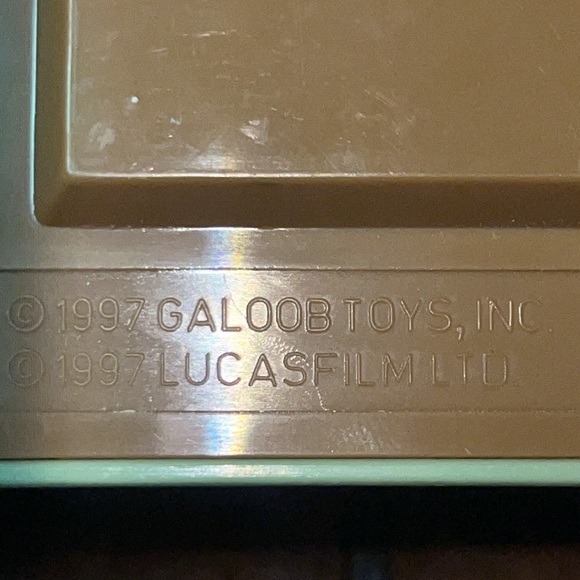 © 1997 GALOOB TOYS, INC.
© 1997 LUCASFILM LTD